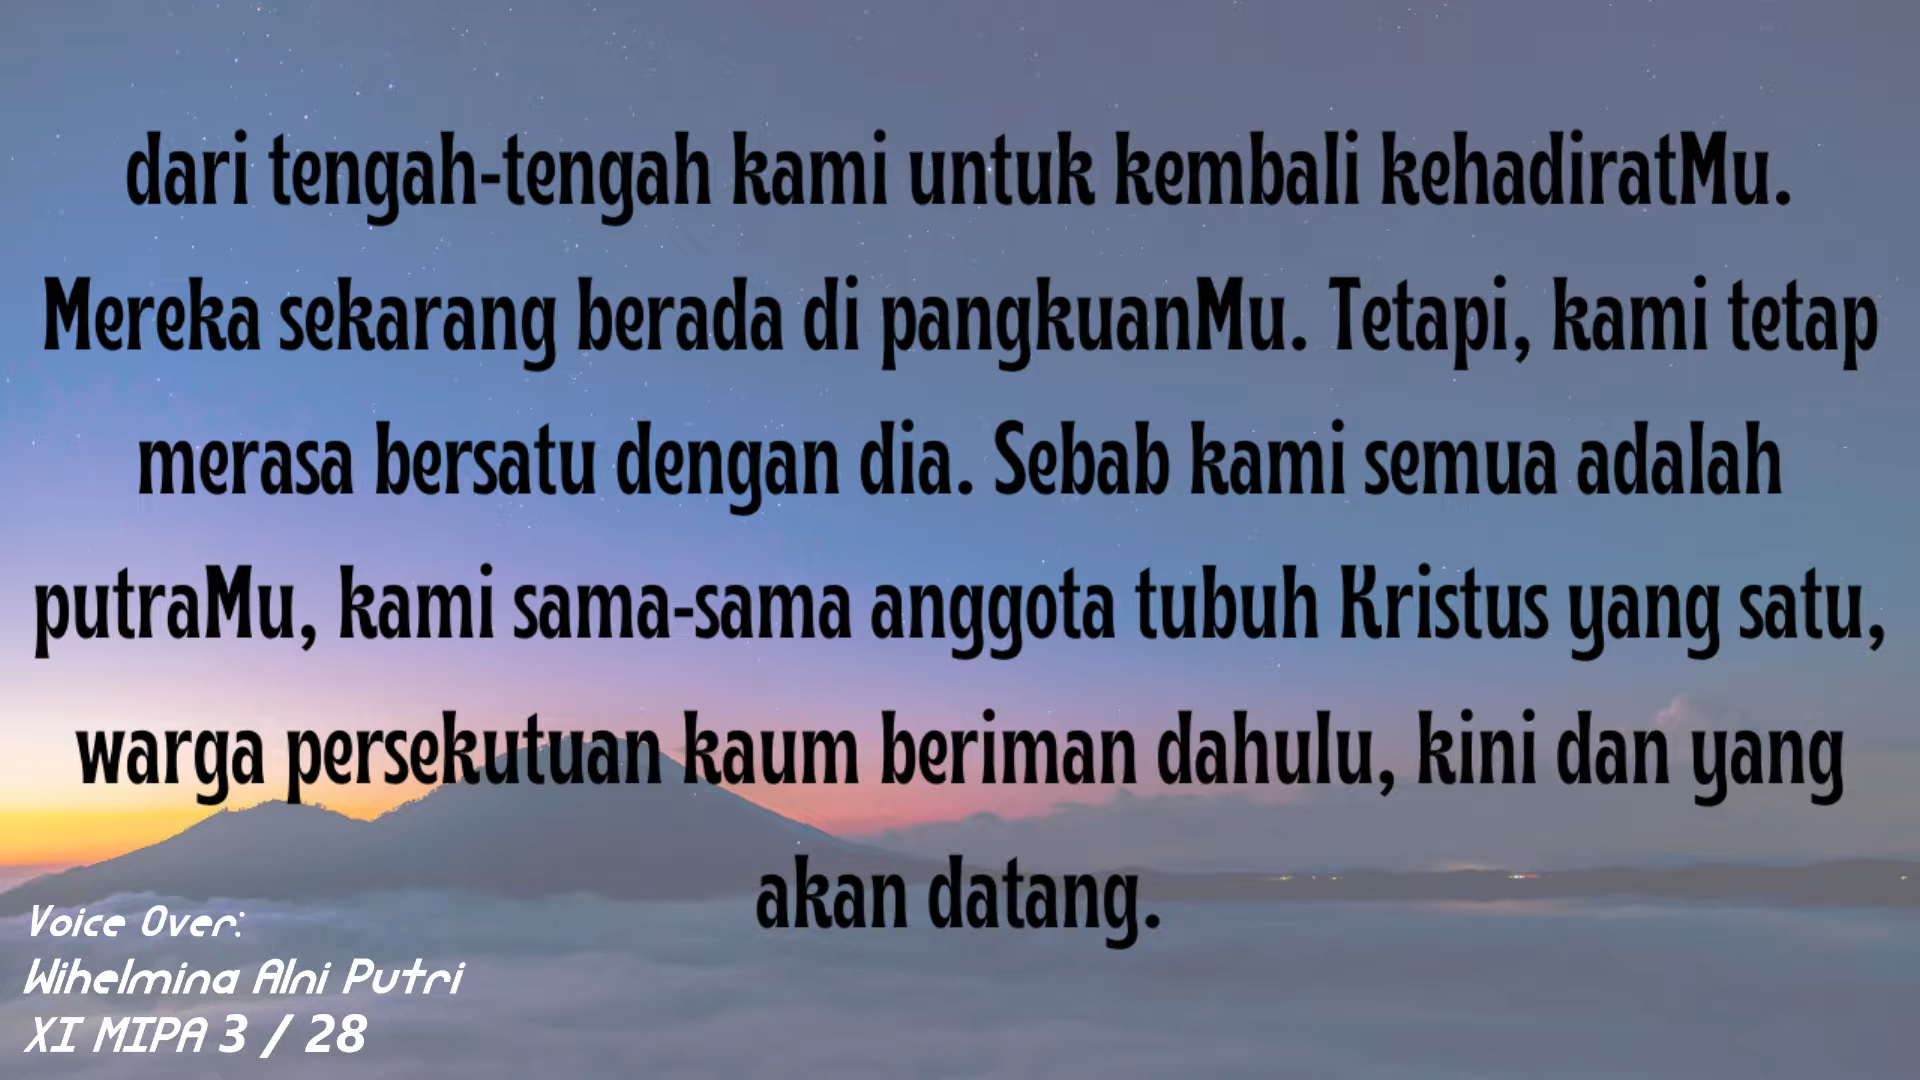 dari tengah-tengah kami untuk kembali kehadiratMu.
Mereka sekarang berada di pangkuanMu. Tetapi, kami tetap
merasa bersatu dengan dia. Sebab kami semua adalah
putraMu, kami sama-sama anggota tubuh Kristus yang satu,
warga persekutuan kaum beriman dahulu, kini dan yang
akan datang.
Voice Over:
Wihelmina Alni Putri
XI MIPA 3 / 28